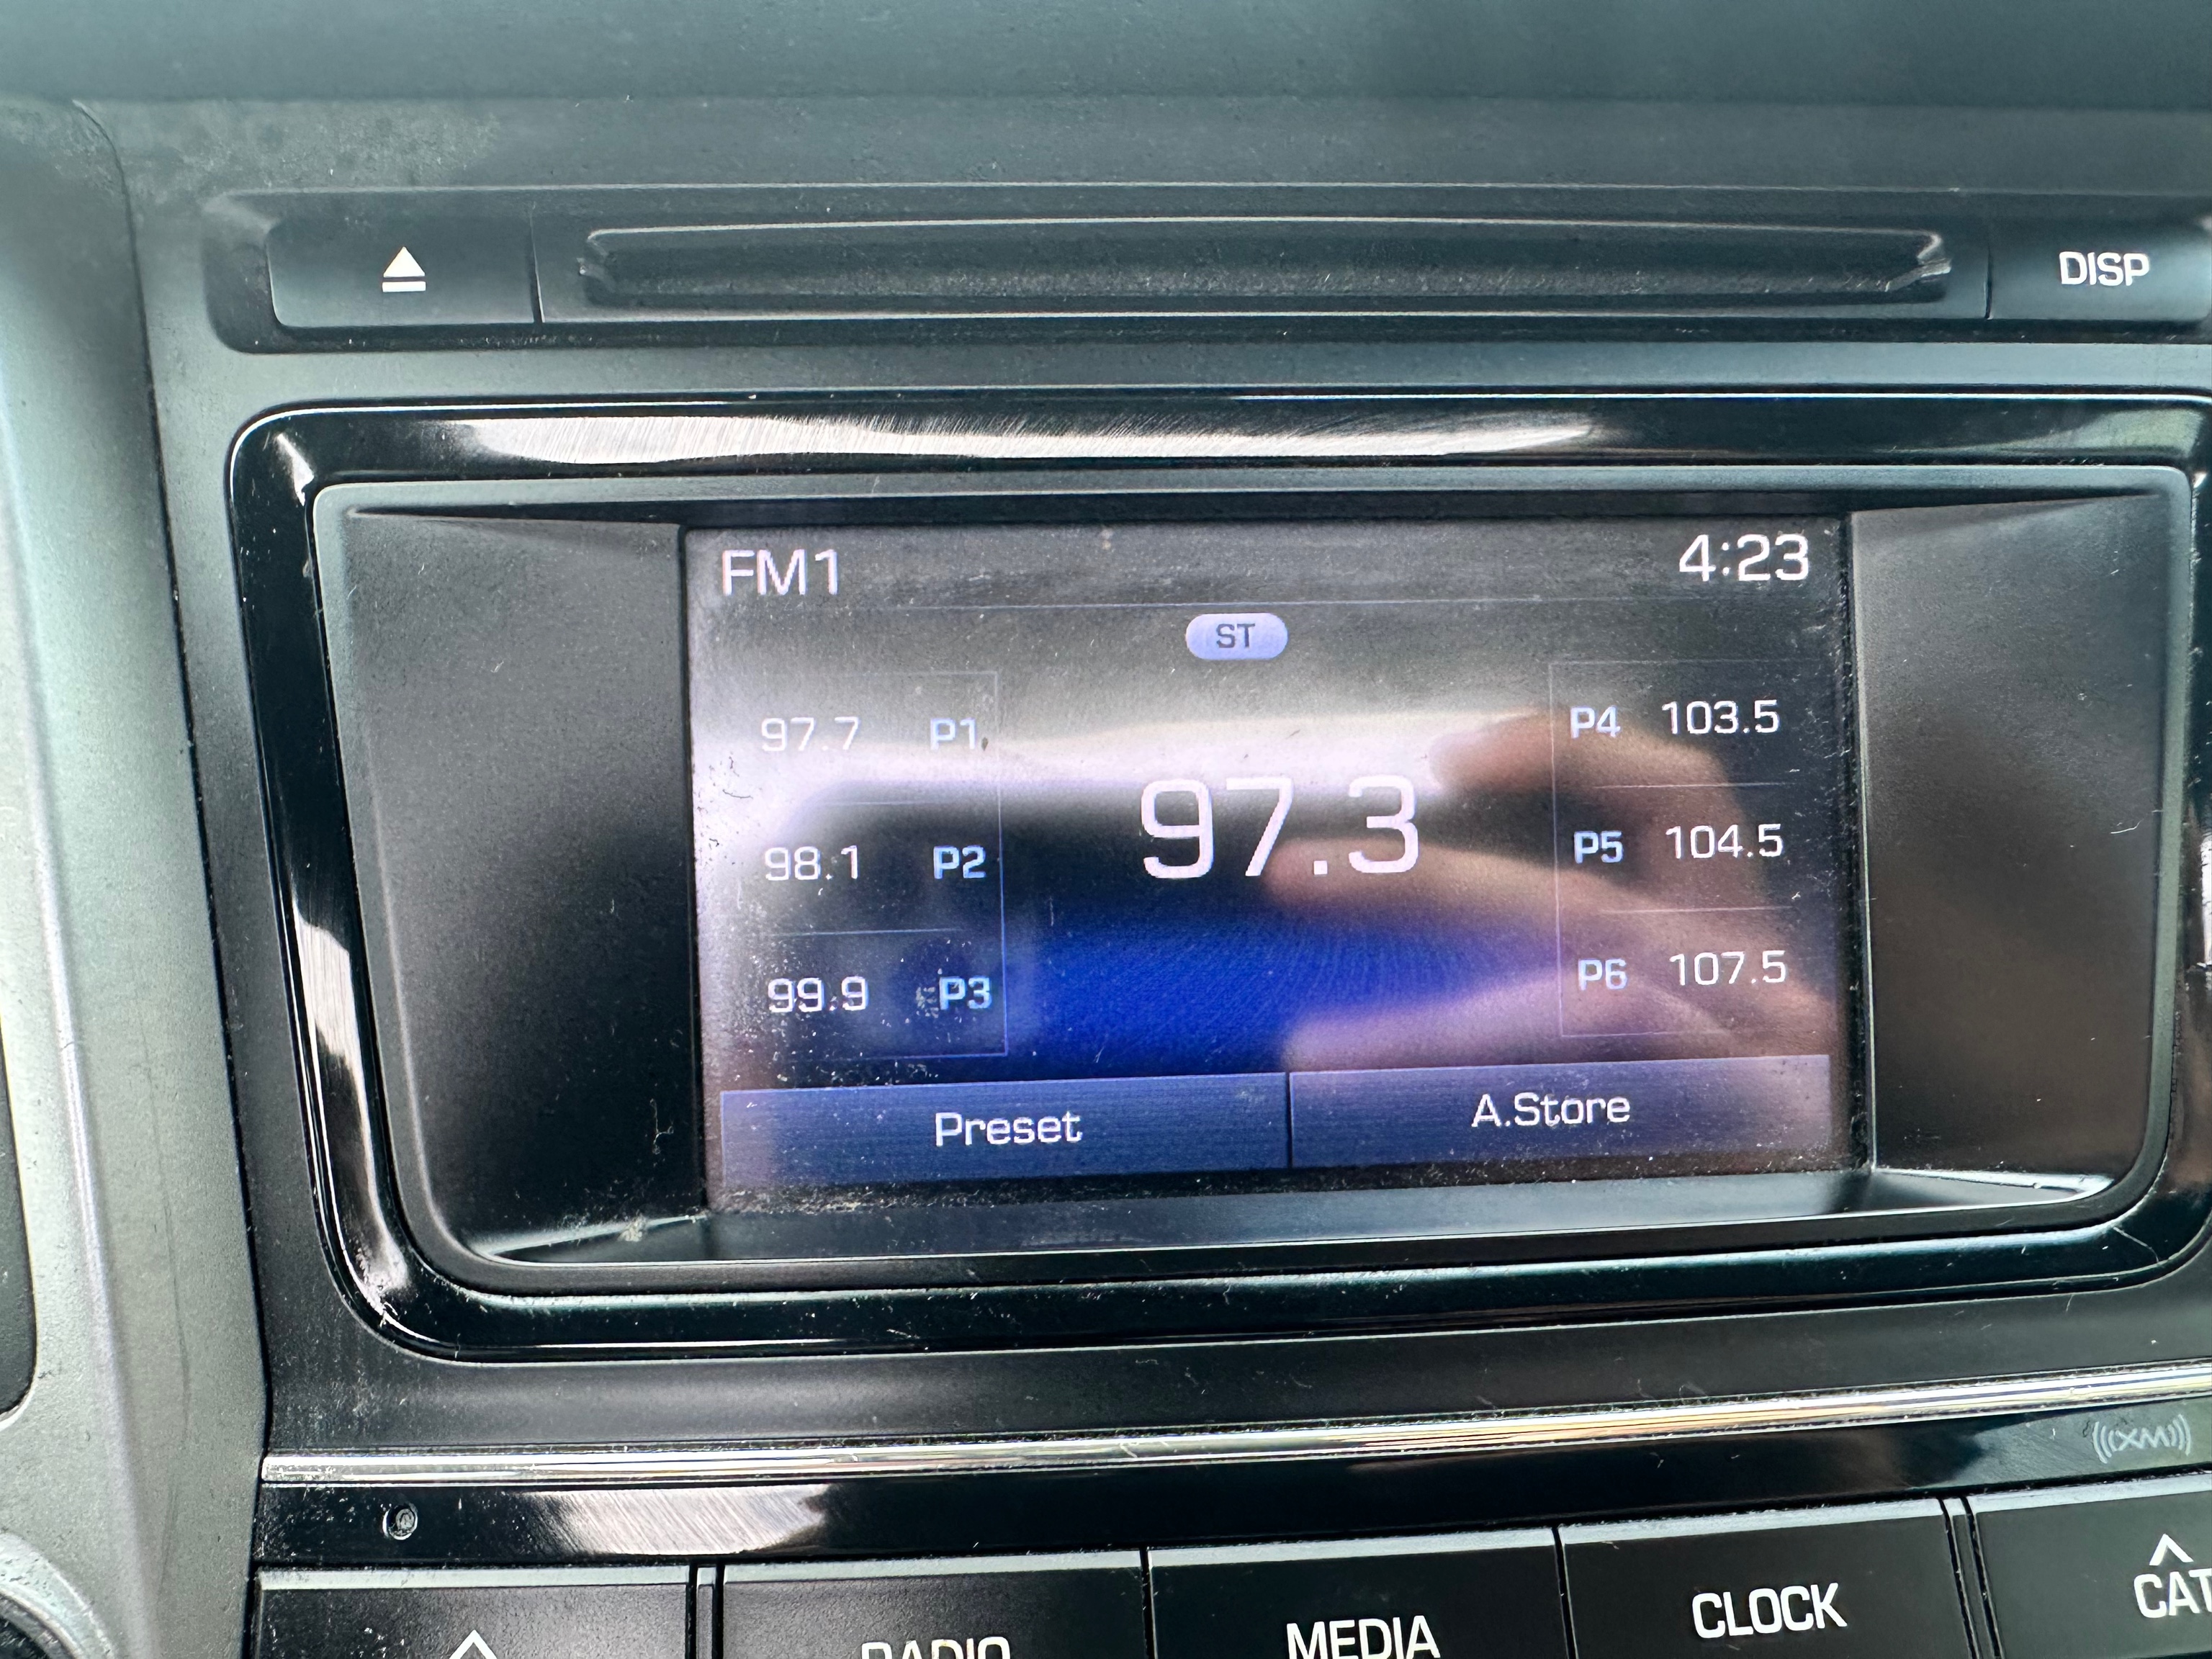 DISP
FM1 4:23
ST
97.7 P1 P4 103.5
97.3
98.1 P2 P5 104.5
99.9 P3 P6 107.5
Preset A.Store
XM
RADIO MEDIA CLOCK CAT